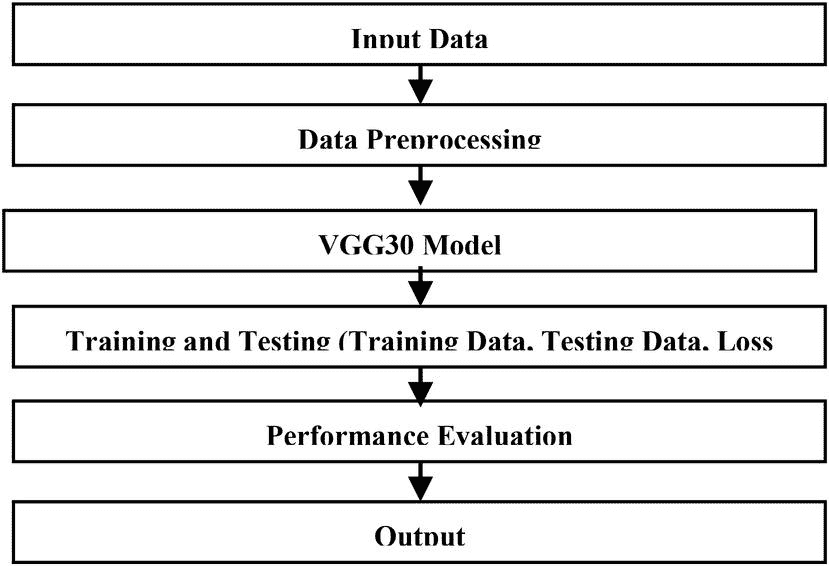 Input Data
Data Preprocessing
VGG30 Model
Training and Testing (Training Data, Testing Data, Loss
Performance Evaluation
Output